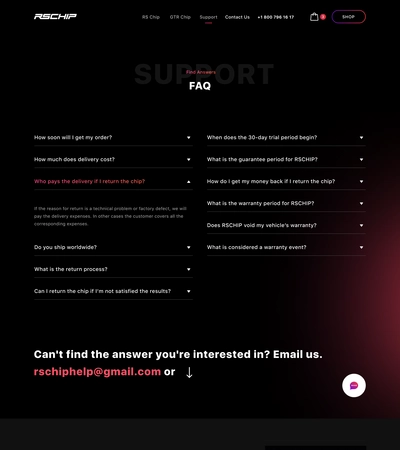 RSCHIP
RS Chip
GTR Chip
Support
Contact Us
+1 800 796 16 17
SHOP
SUPPORT
Find Answers
FAQ
How soon will I get my order?
How much does delivery cost?
Who pays the delivery if I return the chip?
If the reason for return is a technical problem or factory defect, we will
pay the delivery expenses. In other cases the customer covers all the
corresponding expenses.
Do you ship worldwide?
What is the return process?
Can I return the chip if I'm not satisfied the results?
When does the 30-day trial period begin?
What is the guarantee period for RSCHIP?
How do I get my money back if I return the chip?
What is the warranty period for RSCHIP?
Does RSCHIP void my vehicle's warranty?
What is considered a warranty event?
Can't find the answer you're interested in? Email us.
rschiphelp@gmail.com or